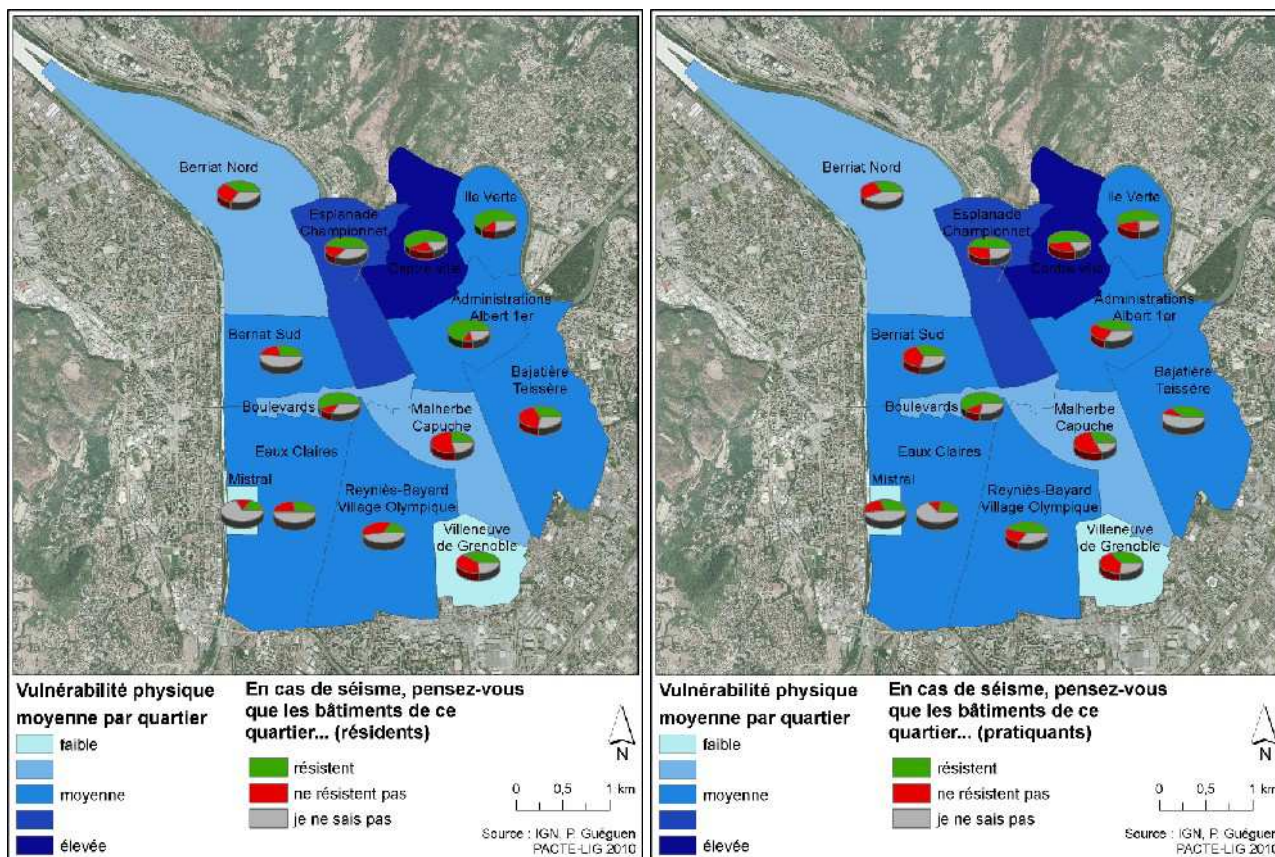 Berriat Nord
Ile Verte
Esplanade
Championnet
Centre ville
Administrations
Albert 1er
Berriat Sud
Bajatière
Teissère
Boulevards
Malherbe
Capuche
Eaux Claires
Mistral
Reyniès-Bayard
Village Olympique
Villeneuve
de Grenoble
Vulnérabilité physique
moyenne par quartier
faible
moyenne
élevée
En cas de séisme, pensez-vous
que les bâtiments de ce
quartier... (résidents)
résistent
ne résistent pas
je ne sais pas
N
0 0,5 1 km
Source : IGN, P. Guéguen
PACTE-LIG 2010
Berriat Nord
Ile Verte
Esplanade
Championnet
Centre ville
Administrations
Albert 1er
Berriat Sud
Bajatière
Teissère
Boulevards
Malherbe
Capuche
Eaux Claires
Mistral
Reyniès-Bayard
Village Olympique
Villeneuve
de Grenoble
Vulnérabilité physique
moyenne par quartier
faible
moyenne
élevée
En cas de séisme, pensez-vous
que les bâtiments de ce
quartier... (pratiquants)
résistent
ne résistent pas
je ne sais pas
N
0 0,5 1 km
Source : IGN, P. Guéguen
PACTE-LIG 2010